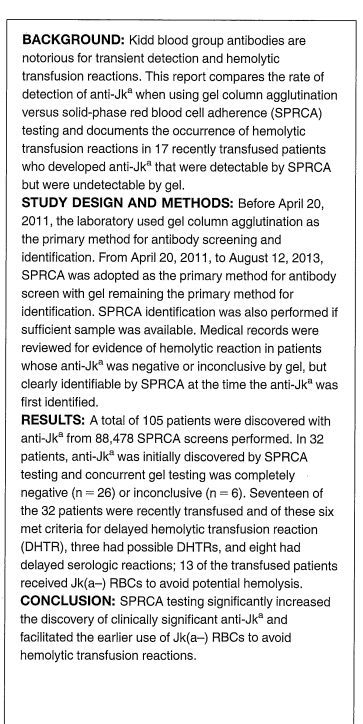 BACKGROUND: Kidd blood group antibodies are
notorious for transient detection and hemolytic
transfusion reactions. This report compares the rate of
detection of anti-Jkᵃ when using gel column agglutination
versus solid-phase red blood cell adherence (SPRCA)
testing and documents the occurrence of hemolytic
transfusion reactions in 17 recently transfused patients
who developed anti-Jkᵃ that were detectable by SPRCA
but were undetectable by gel.
STUDY DESIGN AND METHODS: Before April 20,
2011, the laboratory used gel column agglutination as
the primary method for antibody screening and
identification. From April 20, 2011, to August 12, 2013,
SPRCA was adopted as the primary method for antibody
screen with gel remaining the primary method for
identification. SPRCA identification was also performed if
sufficient sample was available. Medical records were
reviewed for evidence of hemolytic reaction in patients
whose anti-Jkᵃ was negative or inconclusive by gel, but
clearly identifiable by SPRCA at the time the anti-Jkᵃ was
first identified.
RESULTS: A total of 105 patients were discovered with
anti-Jkᵃ from 88,478 SPRCA screens performed. In 32
patients, anti-Jkᵃ was initially discovered by SPRCA
testing and concurrent gel testing was completely
negative (n = 26) or inconclusive (n = 6). Seventeen of
the 32 patients were recently transfused and of these six
met criteria for delayed hemolytic transfusion reaction
(DHTR), three had possible DHTRs, and eight had
delayed serologic reactions; 13 of the transfused patients
received Jk(a–) RBCs to avoid potential hemolysis.
CONCLUSION: SPRCA testing significantly increased
the discovery of clinically significant anti-Jkᵃ and
facilitated the earlier use of Jk(a–) RBCs to avoid
hemolytic transfusion reactions.